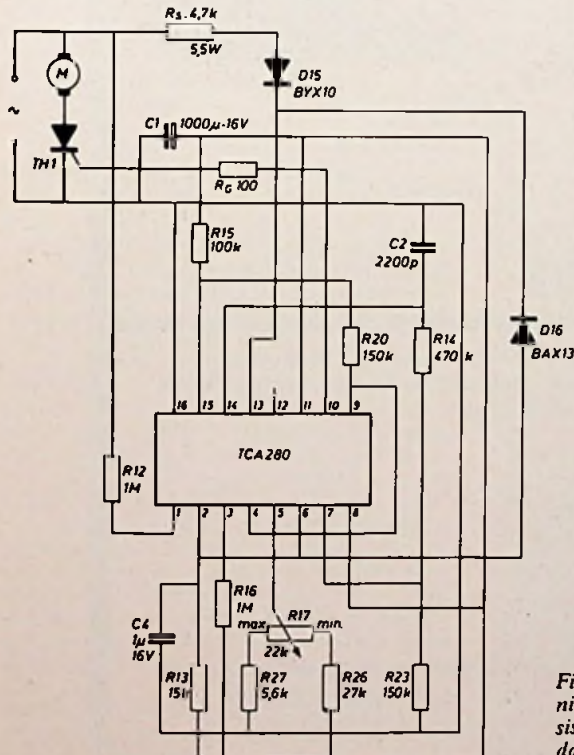 Rs. 4,7k
5,5W
D15
BYX10
M
~
C1
1000µ-16V
TH1
RG 100
R15
100k
C2
2200p
R20
150k
R14
470k
D16
BAX13
16 15 14 13 12 11 10 9
TCA280
R12
1M
1 2 3 4 5 6 7 8
R16
1M
C4
1µ
16V
max
R17
min.
22k
R13
R27
5,6k
R26
27k
R23
150k